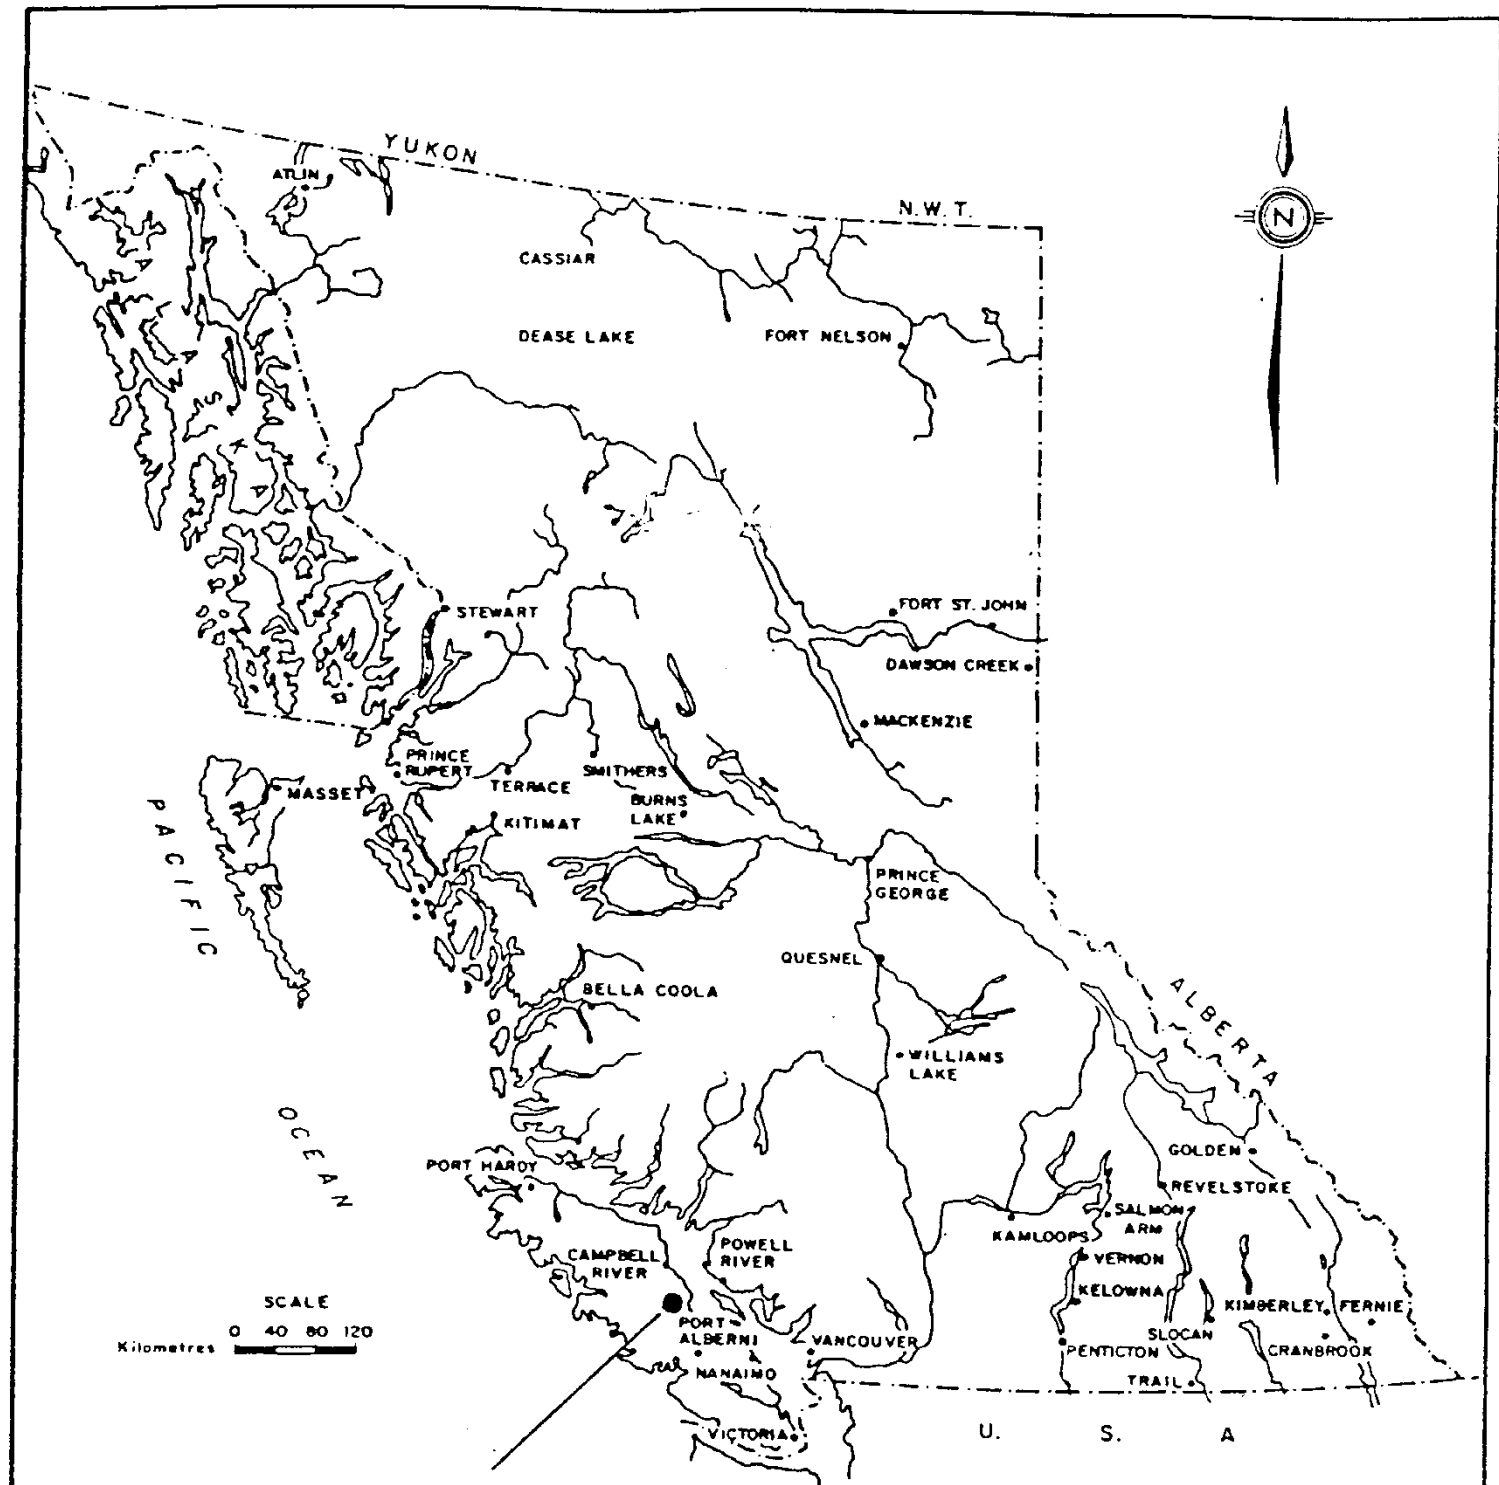 YUKON
ATLIN
N.W.T.
CASSIAR
ALASKA
DEASE LAKE
FORT NELSON
N
STEWART
FORT ST. JOHN
DAWSON CREEK
MACKENZIE
PRINCE
RUPERT
TERRACE
SMITHERS
MASSET
BURNS
LAKE
KITIMAT
PACIFIC
PRINCE
GEORGE
QUESNEL
BELLA COOLA
ALBERTA
WILLIAMS
LAKE
OCEAN
GOLDEN
PORT HARDY
REVELSTOKE
SALMON
ARM
KAMLOOPS
CAMPBELL
RIVER
POWELL
RIVER
VERNON
KELOWNA
SCALE
KIMBERLEY
FERNIE
0 40 80 120
Kilometres
PORT
ALBERNI
VANCOUVER
SLOCAN
PENTICTON
CRANBROOK
NANAIMO
TRAIL
VICTORIA
U. S. A